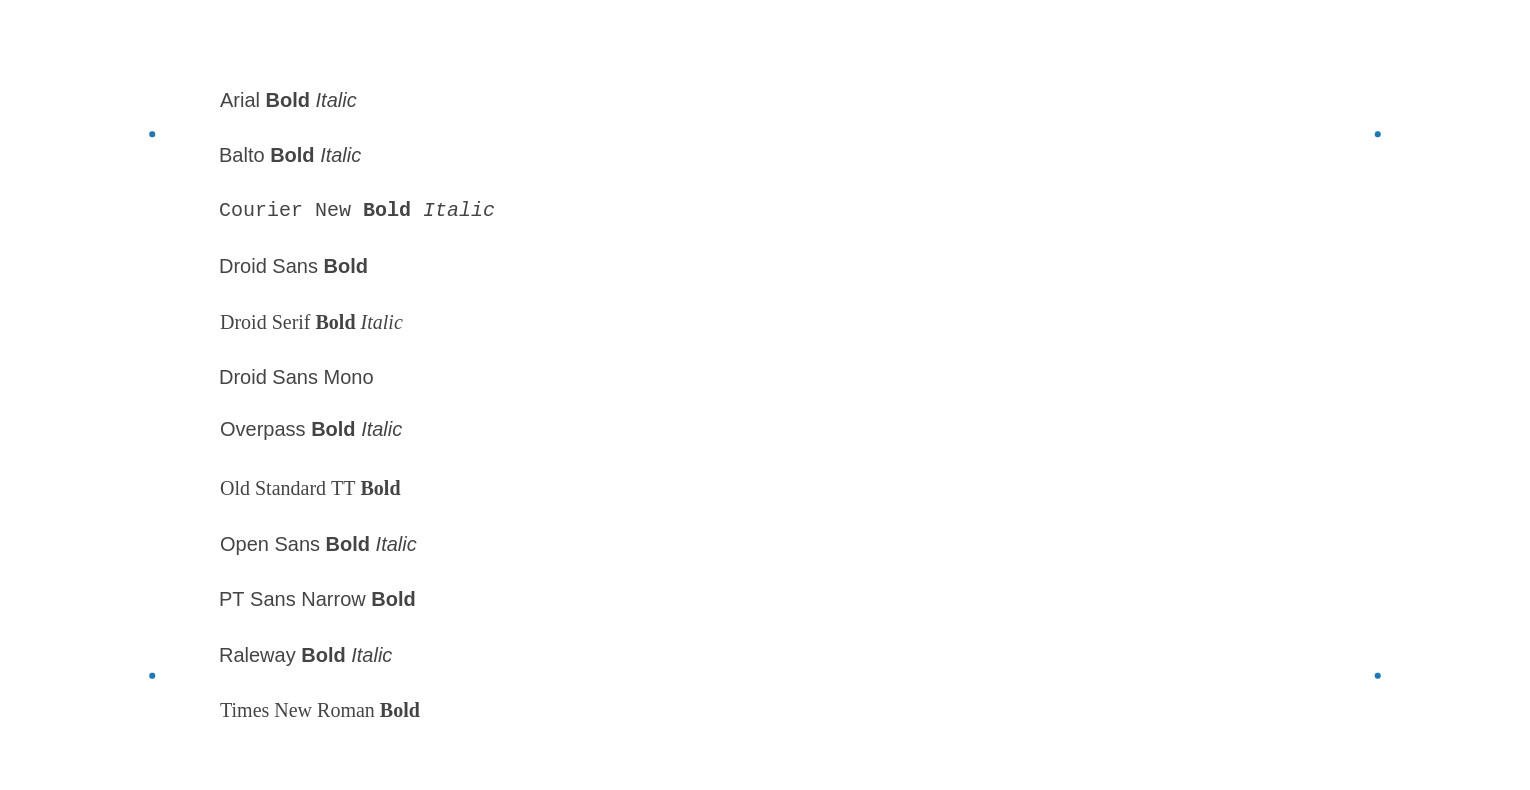 Arial Bold Italic
Balto Bold Italic
Courier New Bold Italic
Droid Sans Bold
Droid Serif Bold Italic
Droid Sans Mono
Overpass Bold Italic
Old Standard TT Bold
Open Sans Bold Italic
PT Sans Narrow Bold
Raleway Bold Italic
Times New Roman Bold